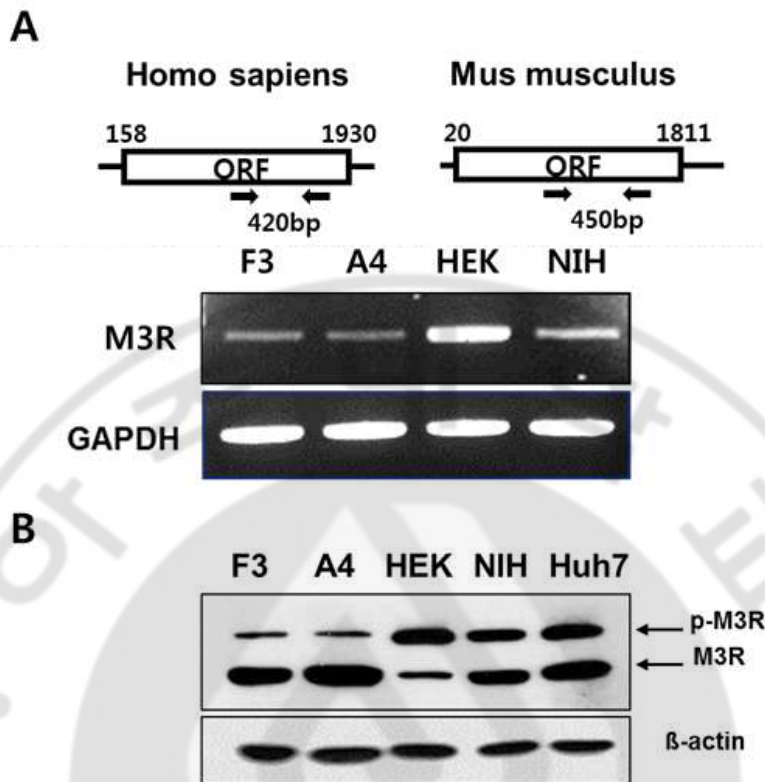 A
Homo sapiens Mus musculus
158 1930 20 1811
ORF ORF
420bp 450bp
F3 A4 HEK NIH
M3R
GAPDH
B
F3 A4 HEK NIH Huh7
p-M3R
M3R
ß-actin